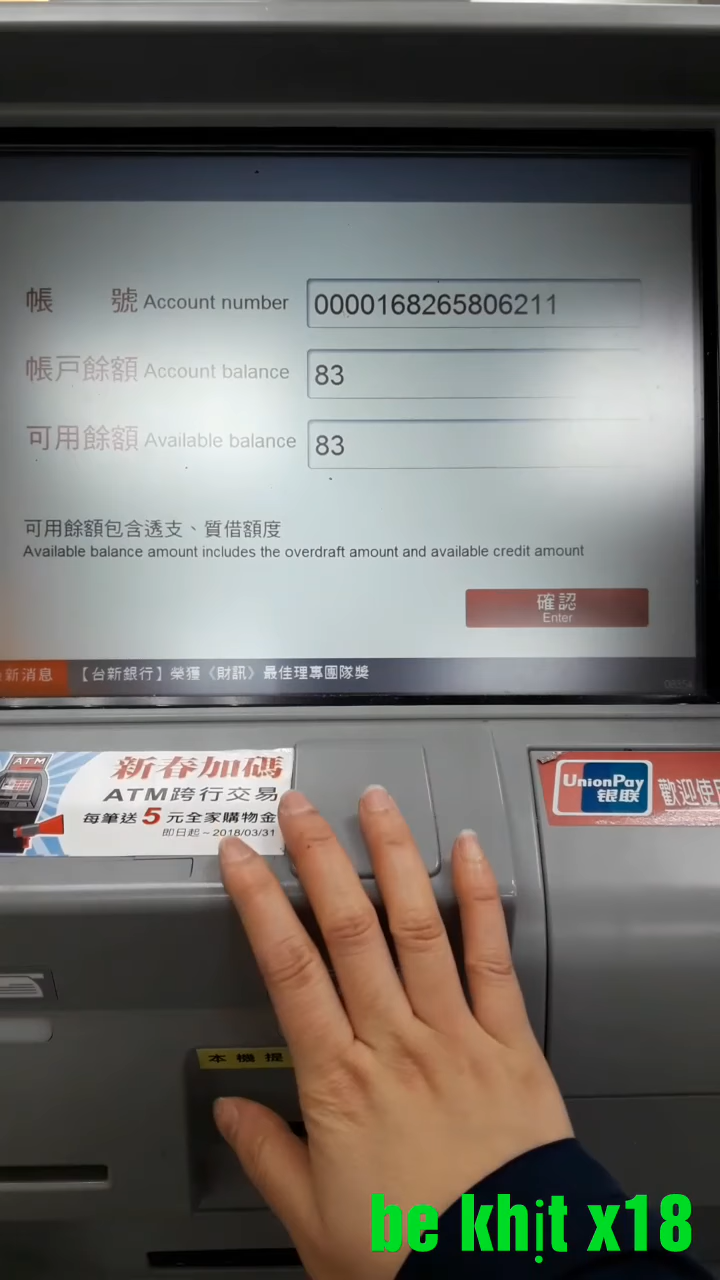 帳 號 Account number 0000168265806211
帳戶餘額 Account balance 83
可用餘額 Available balance 83
可用餘額包含透支、質借額度
Available balance amount includes the overdraft amount and available credit amount
確認
Enter
新消息 【台新銀行】榮獲《財訊》最佳理專團隊獎
ATM
新春加碼
ATM跨行交易
每筆送5元全家購物金
即日起~2018/03/31
UnionPay
银联
歡迎使用
本機提
be khịt x18